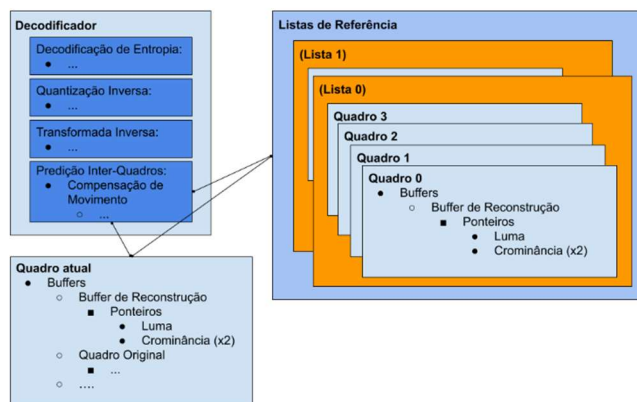 Decodificador
Decodificação de Entropia:
● ...
Quantização Inversa:
● ...
Transformada Inversa:
● ...
Predição Inter-Quadros:
● Compensação de
Movimento
○ ...
Quadro atual
● Buffers
○ Buffer de Reconstrução
■ Ponteiros
● Luma
● Crominância (x2)
○ Quadro Original
■ ...
○ ....
Listas de Referência
(Lista 1)
(Lista 0)
Quadro 3
Quadro 2
Quadro 1
Quadro 0
● Buffers
○ Buffer de Reconstrução
■ Ponteiros
● Luma
● Crominância (x2)